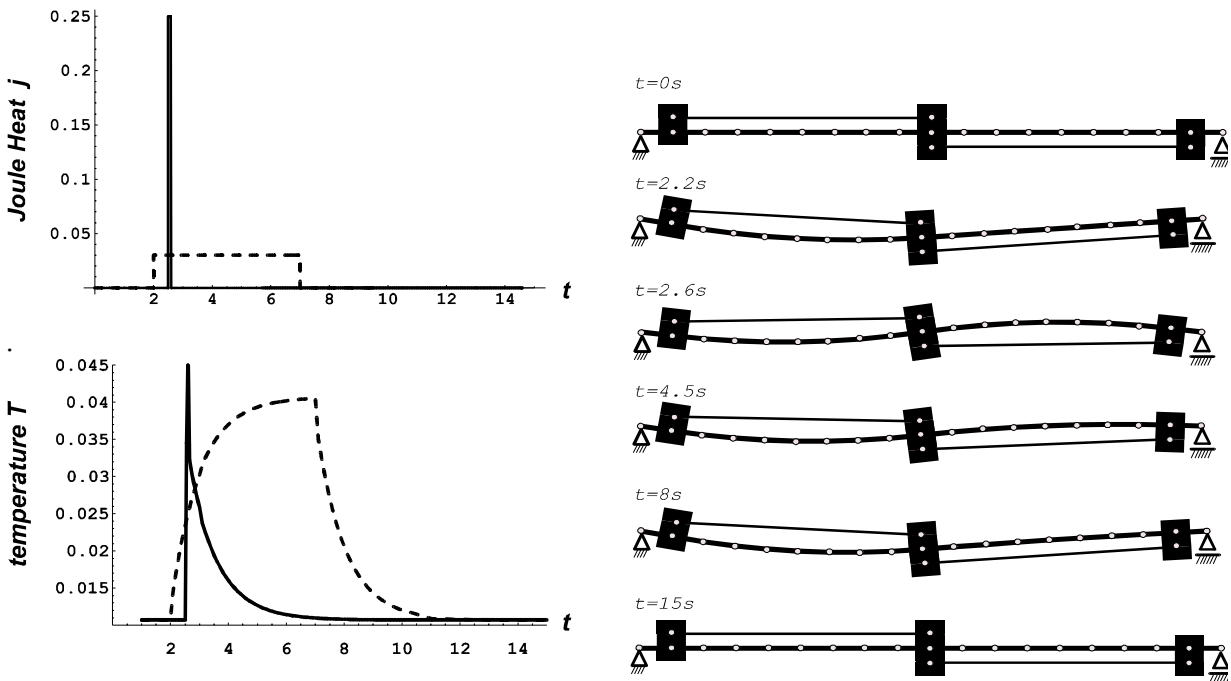 Joule Heat j
0.25
0.2
0.15
0.1
0.05
2 4 6 8 10 12 14
t
temperature T
0.045
0.04
0.035
0.03
0.025
0.02
0.015
2 4 6 8 10 12 14
t
t=0s
t=2.2s
t=2.6s
t=4.5s
t=8s
t=15s